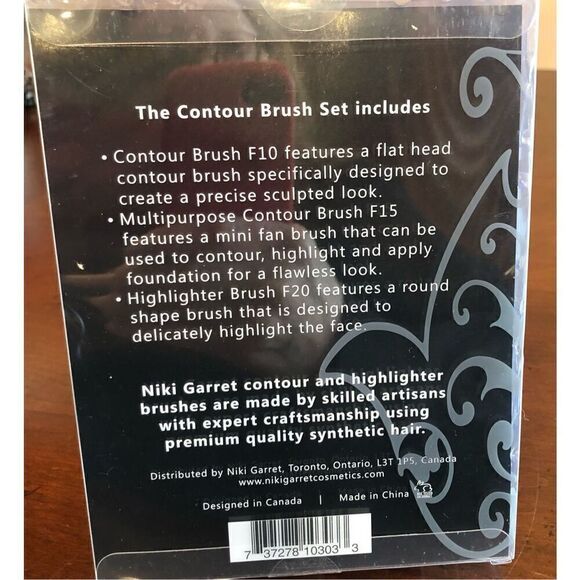 The Contour Brush Set includes
• Contour Brush F10 features a flat head
contour brush specifically designed to
create a precise sculpted look.
• Multipurpose Contour Brush F15
features a mini fan brush that can be
used to contour, highlight and apply
foundation for a flawless look.
• Highlighter Brush F20 features a round
shape brush that is designed to
delicately highlight the face.
Niki Garret contour and highlighter
brushes are made by skilled artisans
with expert craftsmanship using
premium quality synthetic hair.
Distributed by Niki Garret, Toronto, Ontario, L3T 1P5, Canada
www.nikigarretcosmetics.com
Designed in Canada | Made in China
7 37278 10303 3